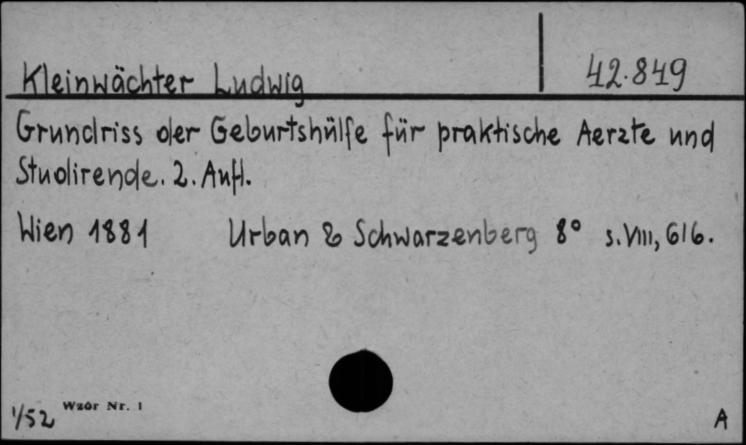 Kleinwächter Ludwig 42.849
Grundriss der Geburtshülfe für praktische Aerzte und
Studirende. 2. Aufl.
Wien 1881 Urban & Schwarzenberg 8° s. VIII, 616.
1/52 Wzór Nr. 1 A